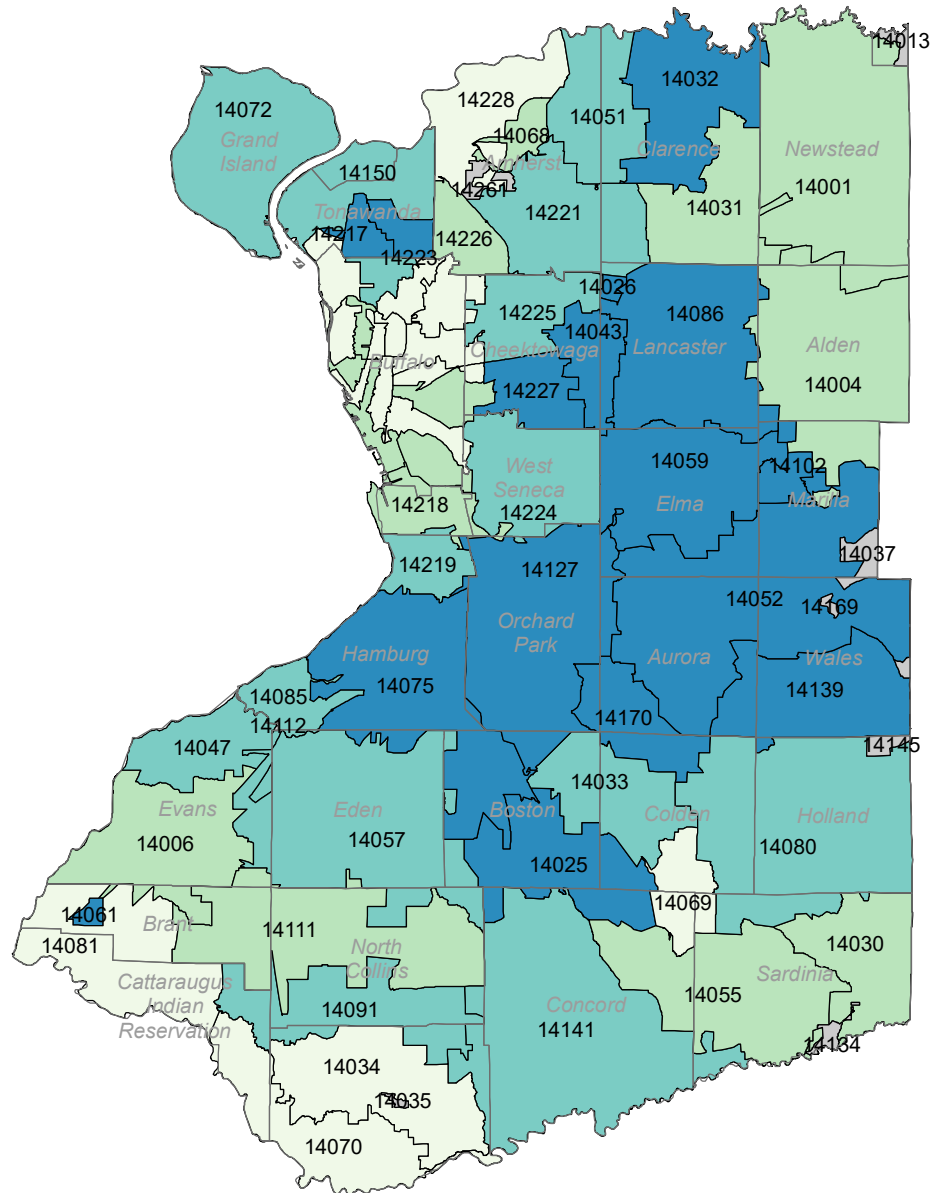 14013
14072
14032
14228
14051
14068
Grand
Island
Clarence
Newstead
Amherst
14150
14261
14001
14031
Tonawanda
14221
14217
14226
14223
14026
14225
14086
14043
Alden
Cheektowaga
Lancaster
Buffalo
14004
14227
14059
14102
West
Seneca
Elma
Marilla
14218
14224
14037
14219
14127
14052
14169
Orchard
Park
Hamburg
Aurora
Wales
14075
14085
14139
14170
14112
14047
14145
14033
Evans
Eden
Boston
Colden
Holland
14006
14057
14080
14025
14061
14069
Brant
14111
14081
North
Collins
14030
Cattaraugus
Indian
Reservation
Sardinia
14055
Concord
14091
14141
14134
14034
14035
14070